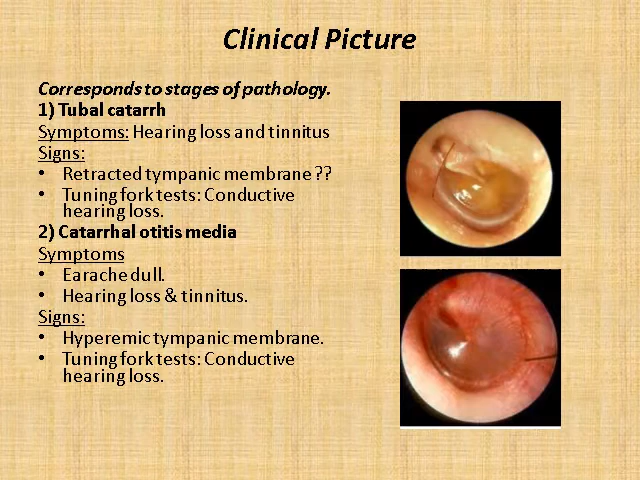 Clinical Picture
Corresponds to stages of pathology.
1) Tubal catarrh
Symptoms: Hearing loss and tinnitus
Signs:
• Retracted tympanic membrane ??
• Tuning fork tests: Conductive
hearing loss.
2) Catarrhal otitis media
Symptoms
• Earache dull.
• Hearing loss & tinnitus.
Signs:
• Hyperemic tympanic membrane.
• Tuning fork tests: Conductive
hearing loss.